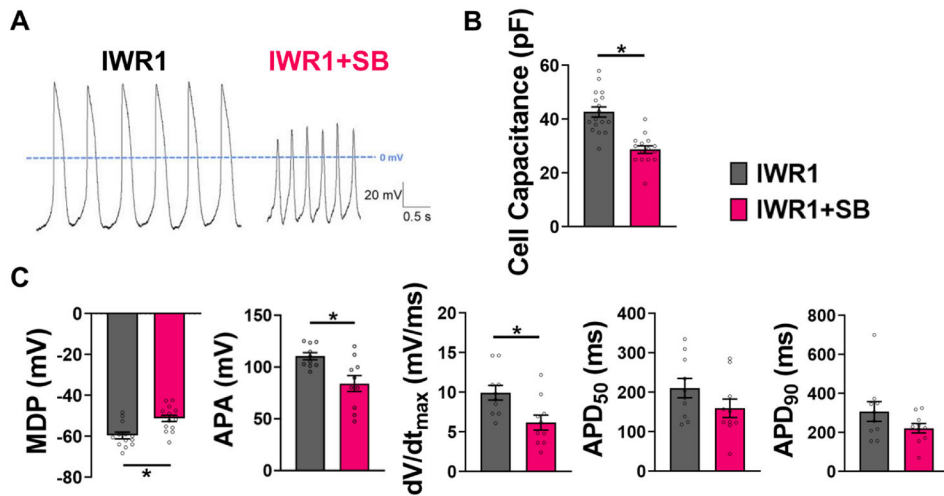 A
IWR1
IWR1+SB
0 mV
20 mV
0.5 s
B
Cell Capacitance (pF)
60
40
20
0
*
IWR1
IWR1+SB
C
MDP (mV)
0
-20
-40
-60
-80
*
APA (mV)
150
100
50
0
*
dV/dtmax (mV/ms)
20
15
10
5
0
*
APD50 (ms)
400
300
200
100
0
APD90 (ms)
800
600
400
200
0